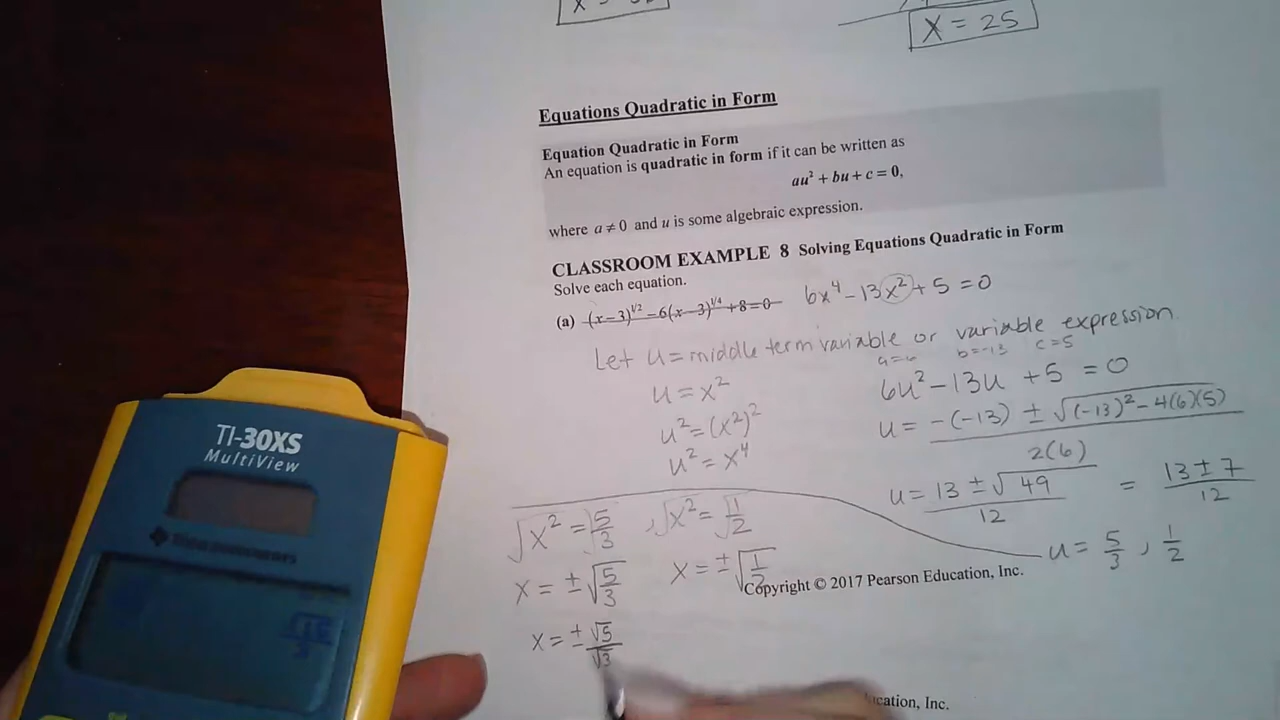 X = 25
Equations Quadratic in Form
Equation Quadratic in Form
An equation is quadratic in form if it can be written as
au² + bu + c = 0,
where a ≠ 0 and u is some algebraic expression.
CLASSROOM EXAMPLE 8 Solving Equations Quadratic in Form
Solve each equation.
(a) (x – 3)^1/2 – 6(x – 3)^1/4 + 8 = 0 6x⁴ – 13x² + 5 = 0
Let u = middle term variable or variable expression
a=6 b=-13 c=5
u = x² 6u² – 13u + 5 = 0
u² = (x²)² u = –(–13) ± √(–13)² – 4(6)(5)
2(6)
u² = x⁴ u = 13 ± √49 = 13 ± 7
12 12
√x² = √5/3 , √x² = √1/2 u = 5/3 , 1/2
x = ± √5/3 x = ± √1/2
Copyright © 2017 Pearson Education, Inc.
x = ± √5/√3
Inc.
TI-30XS
MultiView